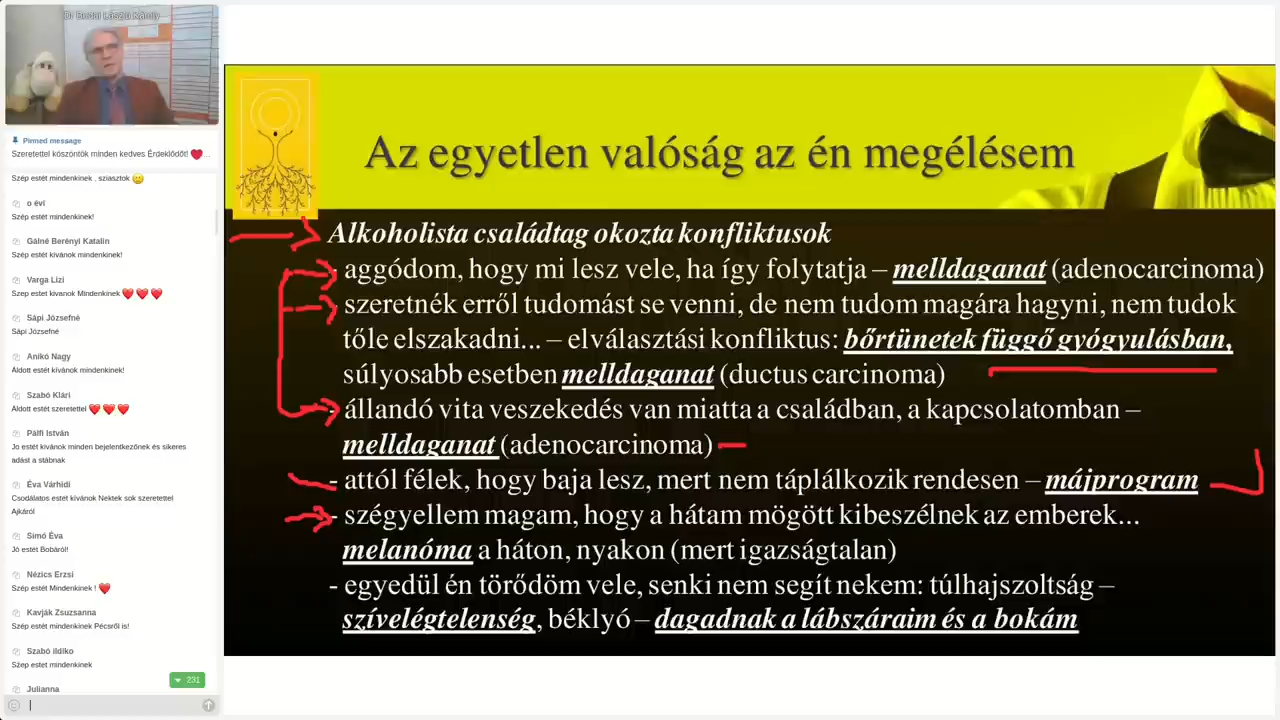 Dr Budai László Károly
Pinned message
Szeretettel köszöntök minden kedves Érdeklődőt! ❤️...
Szép estét mindenkinek , sziasztok 🙂
o évi
Szép estét mindenkinek!
Gálné Berényi Katalin
Szép estét kívánok mindenkinek!
Varga Lizi
Szep estet kivanok Mindenkinek ❤️ ❤️ ❤️
Sápi Józsefné
Sápi Józsefné
Anikó Nagy
Áldott estét kívánok mindenkinek!
Szabó Klári
Áldott estét szeretettel ❤️ ❤️ ❤️
Pálfi István
Jo estét kivánok minden bejelentkezőnek és sikeres
adást a stábnak
Éva Várhidi
Csodálatos estét kívánok Nektek sok szeretettel
Ajkáról
Simó Éva
Jó estét Bobáról!
Nézics Erzsi
Szép estét Mindenkinek ! ❤️
Kavják Zsuzsanna
Szép estét mindenkinek Pécsről is!
Szabó ildiko
Szép estet mindenkinek
231
Julianna
Az egyetlen valóság az én megélésem
Alkoholista családtag okozta konfliktusok
- aggódom, hogy mi lesz vele, ha így folytatja – melldaganat (adenocarcinoma)
- szeretnék erről tudomást se venni, de nem tudom magára hagyni, nem tudok
tőle elszakadni... – elválasztási konfliktus: bőrtünetek függő gyógyulásban,
súlyosabb esetben melldaganat (ductus carcinoma)
- állandó vita veszekedés van miatta a családban, a kapcsolatomban –
melldaganat (adenocarcinoma)
- attól félek, hogy baja lesz, mert nem táplálkozik rendesen – májprogram
- szégyellem magam, hogy a hátam mögött kibeszélnek az emberek...
melanóma a háton, nyakon (mert igazságtalan)
- egyedül én törődöm vele, senki nem segít nekem: túlhajszoltság –
szívelégtelenség, béklyó – dagadnak a lábszáraim és a bokám